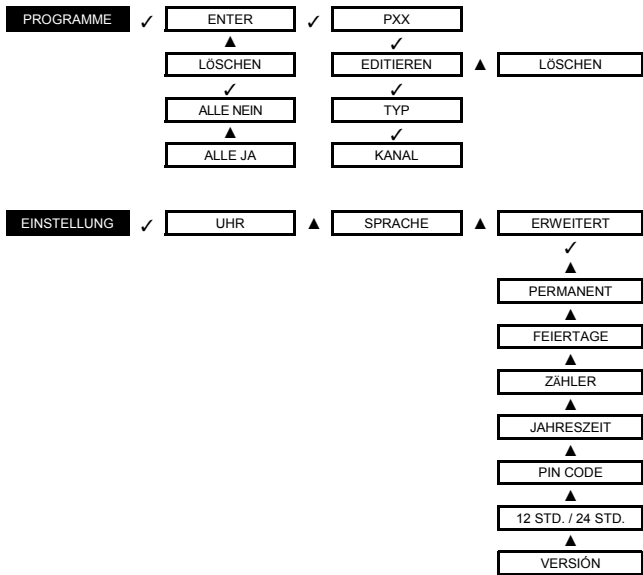 PROGRAMME ✓ ENTER ✓ PXX
▲ ✓
LÖSCHEN EDITIEREN ▲ LÖSCHEN
✓ ✓
ALLE NEIN TYP
▲ ✓
ALLE JA KANAL
EINSTELLUNG ✓ UHR ▲ SPRACHE ▲ ERWEITERT
✓
▲
PERMANENT
▲
FEIERTAGE
▲
ZÄHLER
▲
JAHRESZEIT
▲
PIN CODE
▲
12 STD. / 24 STD.
▲
VERSIÓN